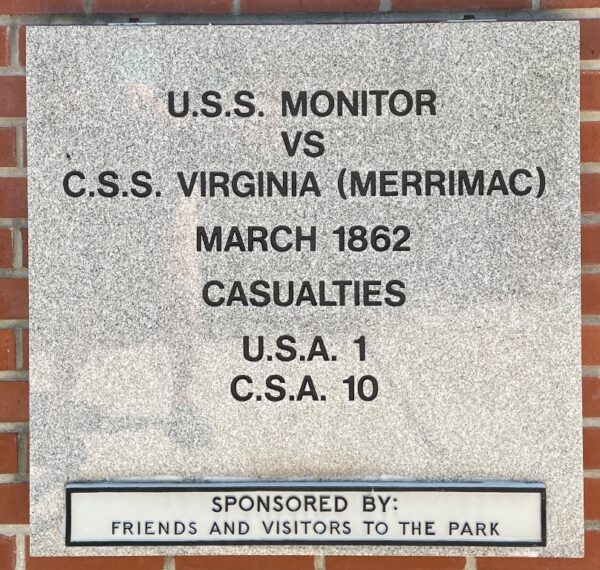 U.S.S. MONITOR
VS
C.S.S. VIRGINIA (MERRIMAC)
MARCH 1862
CASUALTIES
U.S.A. 1
C.S.A. 10
SPONSORED BY:
FRIENDS AND VISITORS TO THE PARK